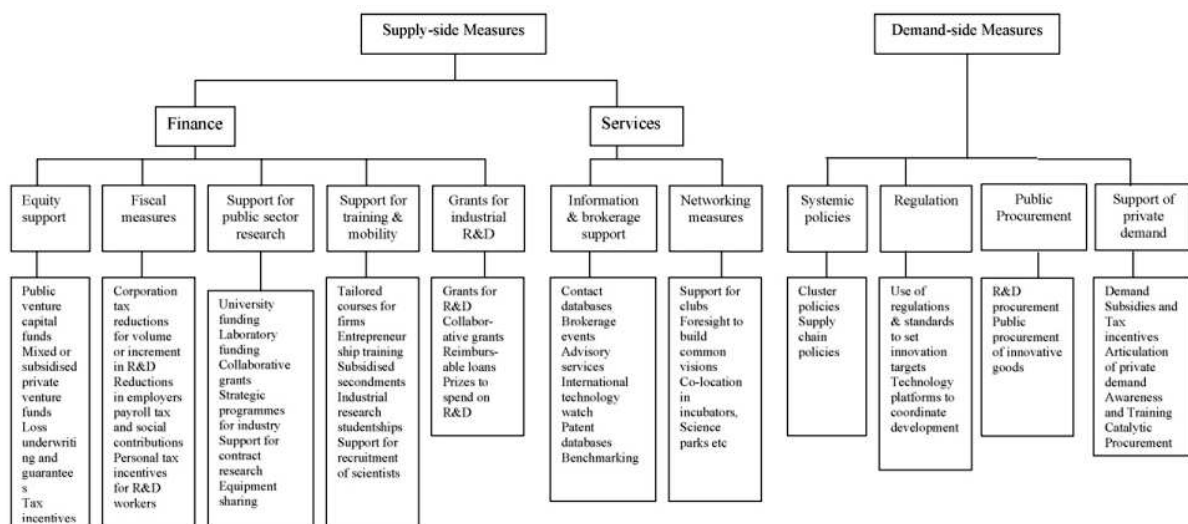 Supply-side Measures
Demand-side Measures
Finance
Services
Equity
support
Fiscal
measures
Support for
public sector
research
Support for
training &
mobility
Grants for
industrial
R&D
Information
& brokerage
support
Networking
measures
Systemic
policies
Regulation
Public
Procurement
Support of
private
demand
Public
venture
capital
funds
Mixed or
subsidised
private
venture
funds
Loss
underwriti
ng and
guarantee
s
Tax
incentives
Corporation
tax
reductions
for volume
or increment
in R&D
Reductions
in employers
payroll tax
and social
contributions
Personal tax
incentives
for R&D
workers
University
funding
Laboratory
funding
Collaborative
grants
Strategic
programmes
for industry
Support for
contract
research
Equipment
sharing
Tailored
courses for
firms
Entrepreneur
ship training
Subsidised
secondments
Industrial
research
studentships
Support for
recruitment
of scientists
Grants for
R&D
Collabor-
ative grants
Reimburs-
able loans
Prizes to
spend on
R&D
Contact
databases
Brokerage
events
Advisory
services
International
technology
watch
Patent
databases
Benchmarking
Support for
clubs
Foresight to
build
common
visions
Co-location
in
incubators,
Science
parks etc
Cluster
policies
Supply
chain
policies
Use of
regulations
& standards
to set
innovation
targets
Technology
platforms to
coordinate
development
R&D
procurement
Public
procurement
of innovative
goods
Demand
Subsidies and
Tax
incentives
Articulation
of private
demand
Awareness
and Training
Catalytic
Procurement